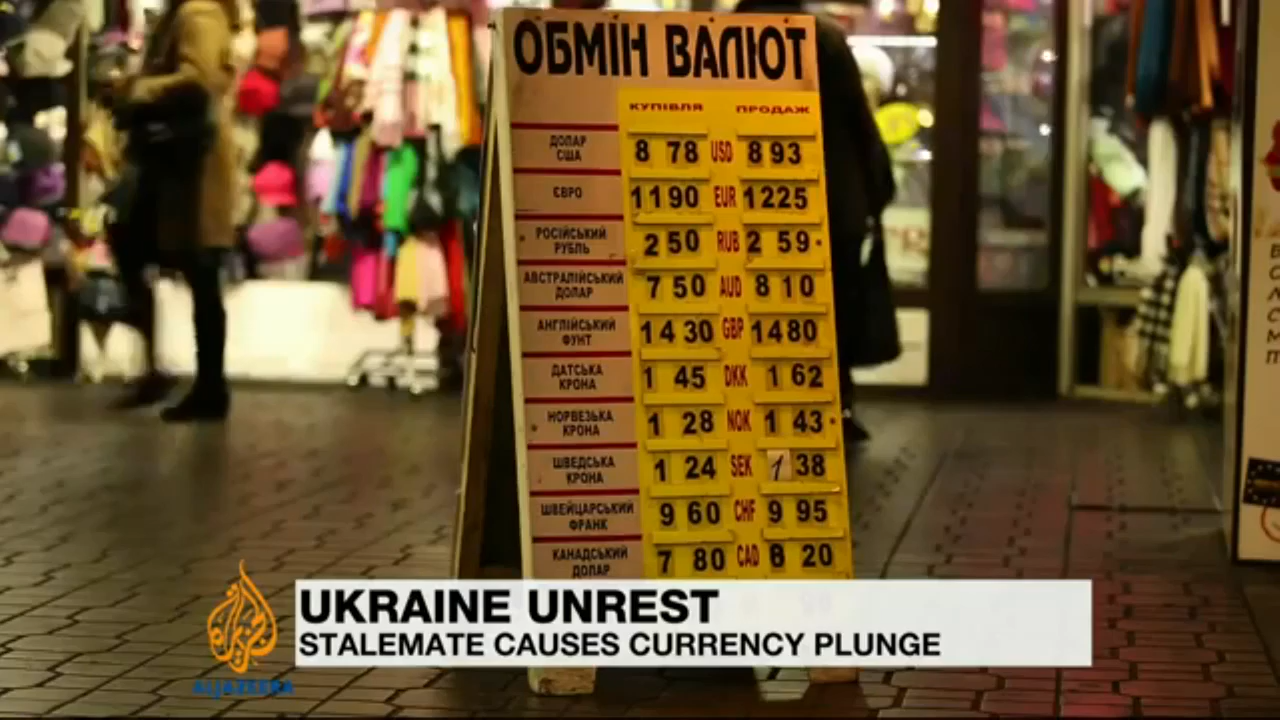 ОБМІН ВАЛЮТ
КУПІВЛЯ ПРОДАЖ
ДОЛАР США 8 78 USD 8 93
ЄВРО 11 90 EUR 12 25
РОСІЙСЬКИЙ РУБЛЬ 2 50 RUB 2 59
АВСТРАЛІЙСЬКИЙ ДОЛАР 7 50 AUD 8 10
АНГЛІЙСЬКИЙ ФУНТ 14 30 GBP 14 80
ДАТСЬКА КРОНА 1 45 DKK 1 62
НОРВЕЗЬКА КРОНА 1 28 NOK 1 43
ШВЕДСЬКА КРОНА 1 24 SEK 1 38
ШВЕЙЦАРСЬКИЙ ФРАНК 9 60 CHF 9 95
КАНАДСЬКИЙ ДОЛАР 7 80 CAD 8 20
UKRAINE UNREST
STALEMATE CAUSES CURRENCY PLUNGE
ALJAZEERA